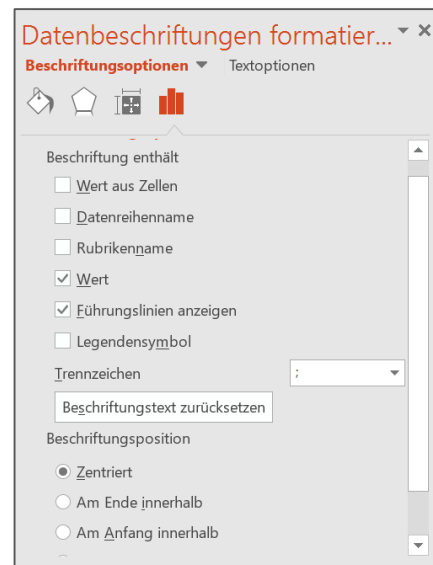 Datenbeschriftungen formatier...
Beschriftungsoptionen Textoptionen
Beschriftung enthält
Wert aus Zellen
Datenreihenname
Rubrikenname
Wert
Führungslinien anzeigen
Legendensymbol
Trennzeichen ;
Beschriftungstext zurücksetzen
Beschriftungsposition
Zentriert
Am Ende innerhalb
Am Anfang innerhalb